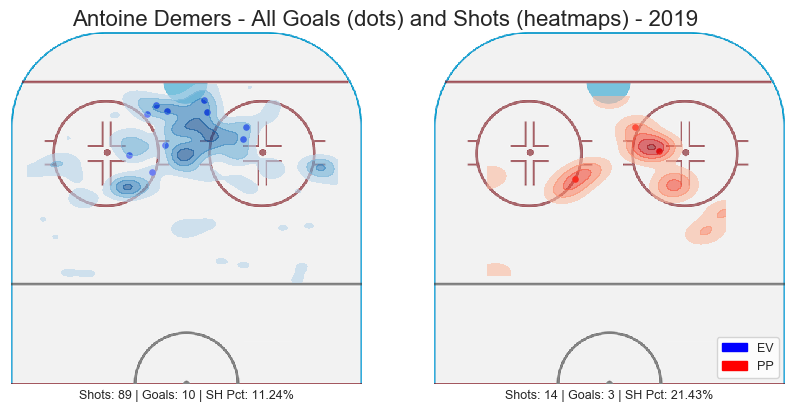 Antoine Demers - All Goals (dots) and Shots (heatmaps) - 2019
EV
PP
Shots: 89 | Goals: 10 | SH Pct: 11.24%
Shots: 14 | Goals: 3 | SH Pct: 21.43%